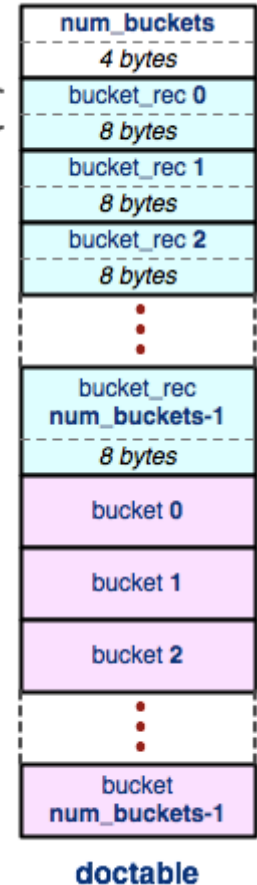 num_buckets
4 bytes
bucket_rec 0
8 bytes
bucket_rec 1
8 bytes
bucket_rec 2
8 bytes
bucket_rec
num_buckets-1
8 bytes
bucket 0
bucket 1
bucket 2
bucket
num_buckets-1
doctable